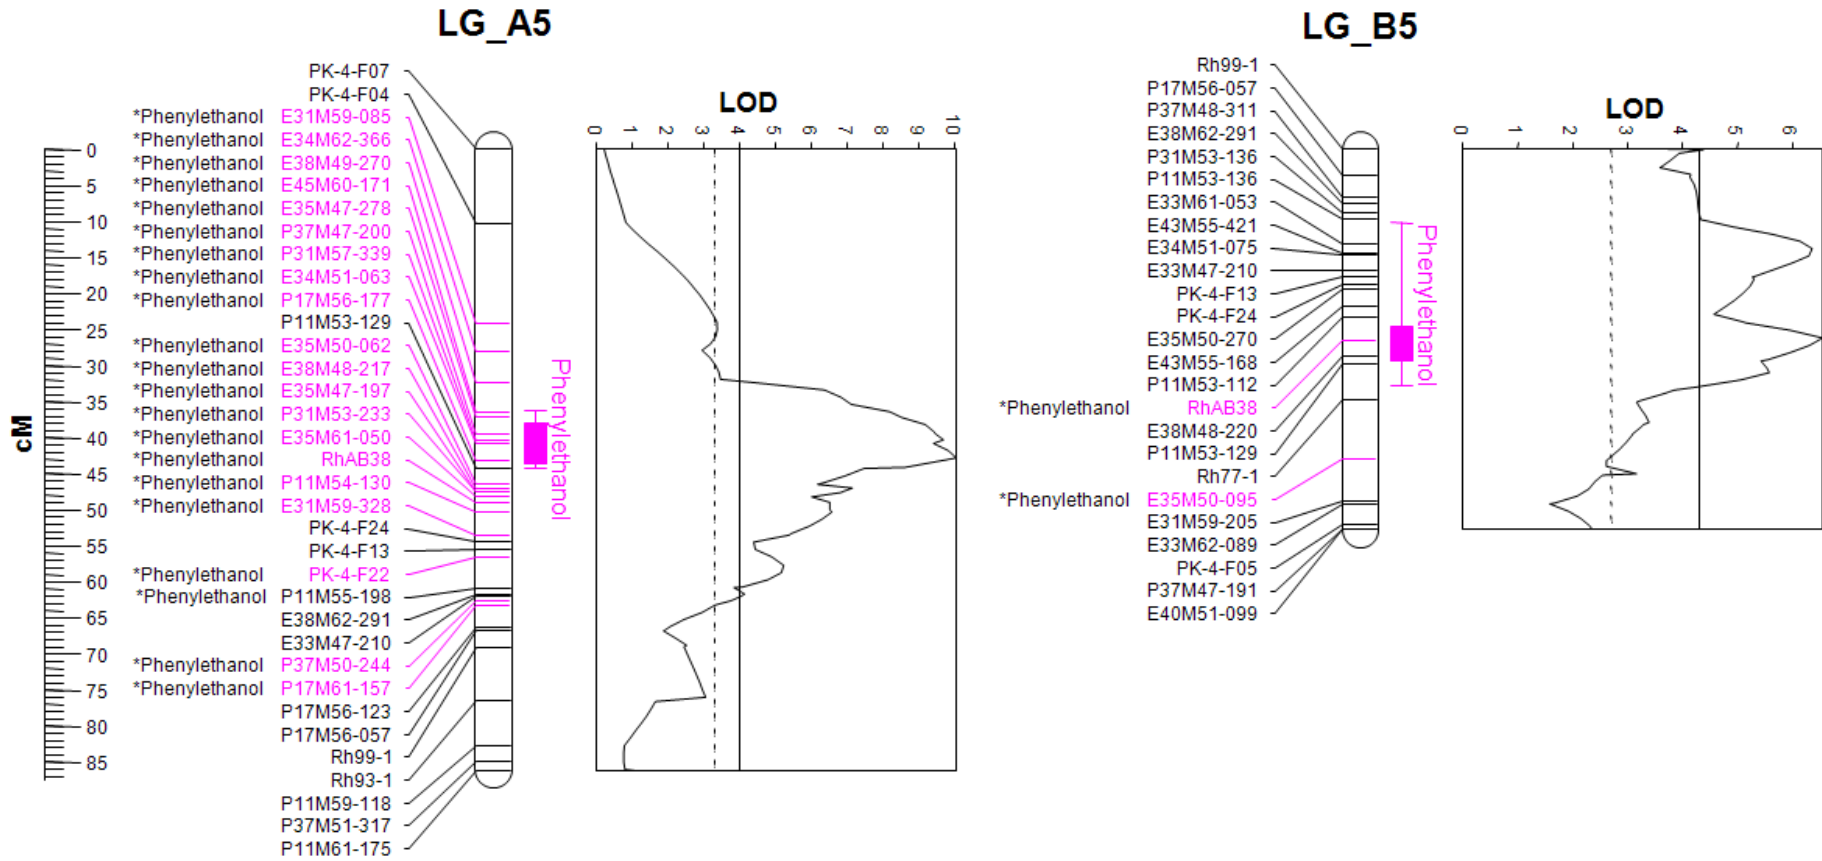 LG_A5
PK-4-F07
PK-4-F04
*Phenylethanol E31M59-085
*Phenylethanol E34M62-366
*Phenylethanol E38M49-270
*Phenylethanol E45M60-171
*Phenylethanol E35M47-278
*Phenylethanol P37M47-200
*Phenylethanol P31M57-339
*Phenylethanol E34M51-063
*Phenylethanol P17M56-177
P11M53-129
*Phenylethanol E35M50-062
*Phenylethanol E38M48-217
*Phenylethanol E35M47-197
*Phenylethanol P31M53-233
*Phenylethanol E35M61-050
*Phenylethanol RhAB38
*Phenylethanol P11M54-130
*Phenylethanol E31M59-328
PK-4-F24
PK-4-F13
*Phenylethanol PK-4-F22
*Phenylethanol P11M55-198
E38M62-291
E33M47-210
*Phenylethanol P37M50-244
*Phenylethanol P17M61-157
P17M56-123
P17M56-057
Rh99-1
Rh93-1
P11M59-118
P37M51-317
P11M61-175
cM
0
5
10
15
20
25
30
35
40
45
50
55
60
65
70
75
80
85
Phenylethanol
LOD
0 1 2 3 4 5 6 7 8 9 10
LG_B5
Rh99-1
P17M56-057
P37M48-311
E38M62-291
P31M53-136
P11M53-136
E33M61-053
E43M55-421
E34M51-075
E33M47-210
PK-4-F13
PK-4-F24
E35M50-270
E43M55-168
P11M53-112
*Phenylethanol RhAB38
E38M48-220
P11M53-129
Rh77-1
*Phenylethanol E35M50-095
E31M59-205
E33M62-089
PK-4-F05
P37M47-191
E40M51-099
Phenylethanol
LOD
0 1 2 3 4 5 6